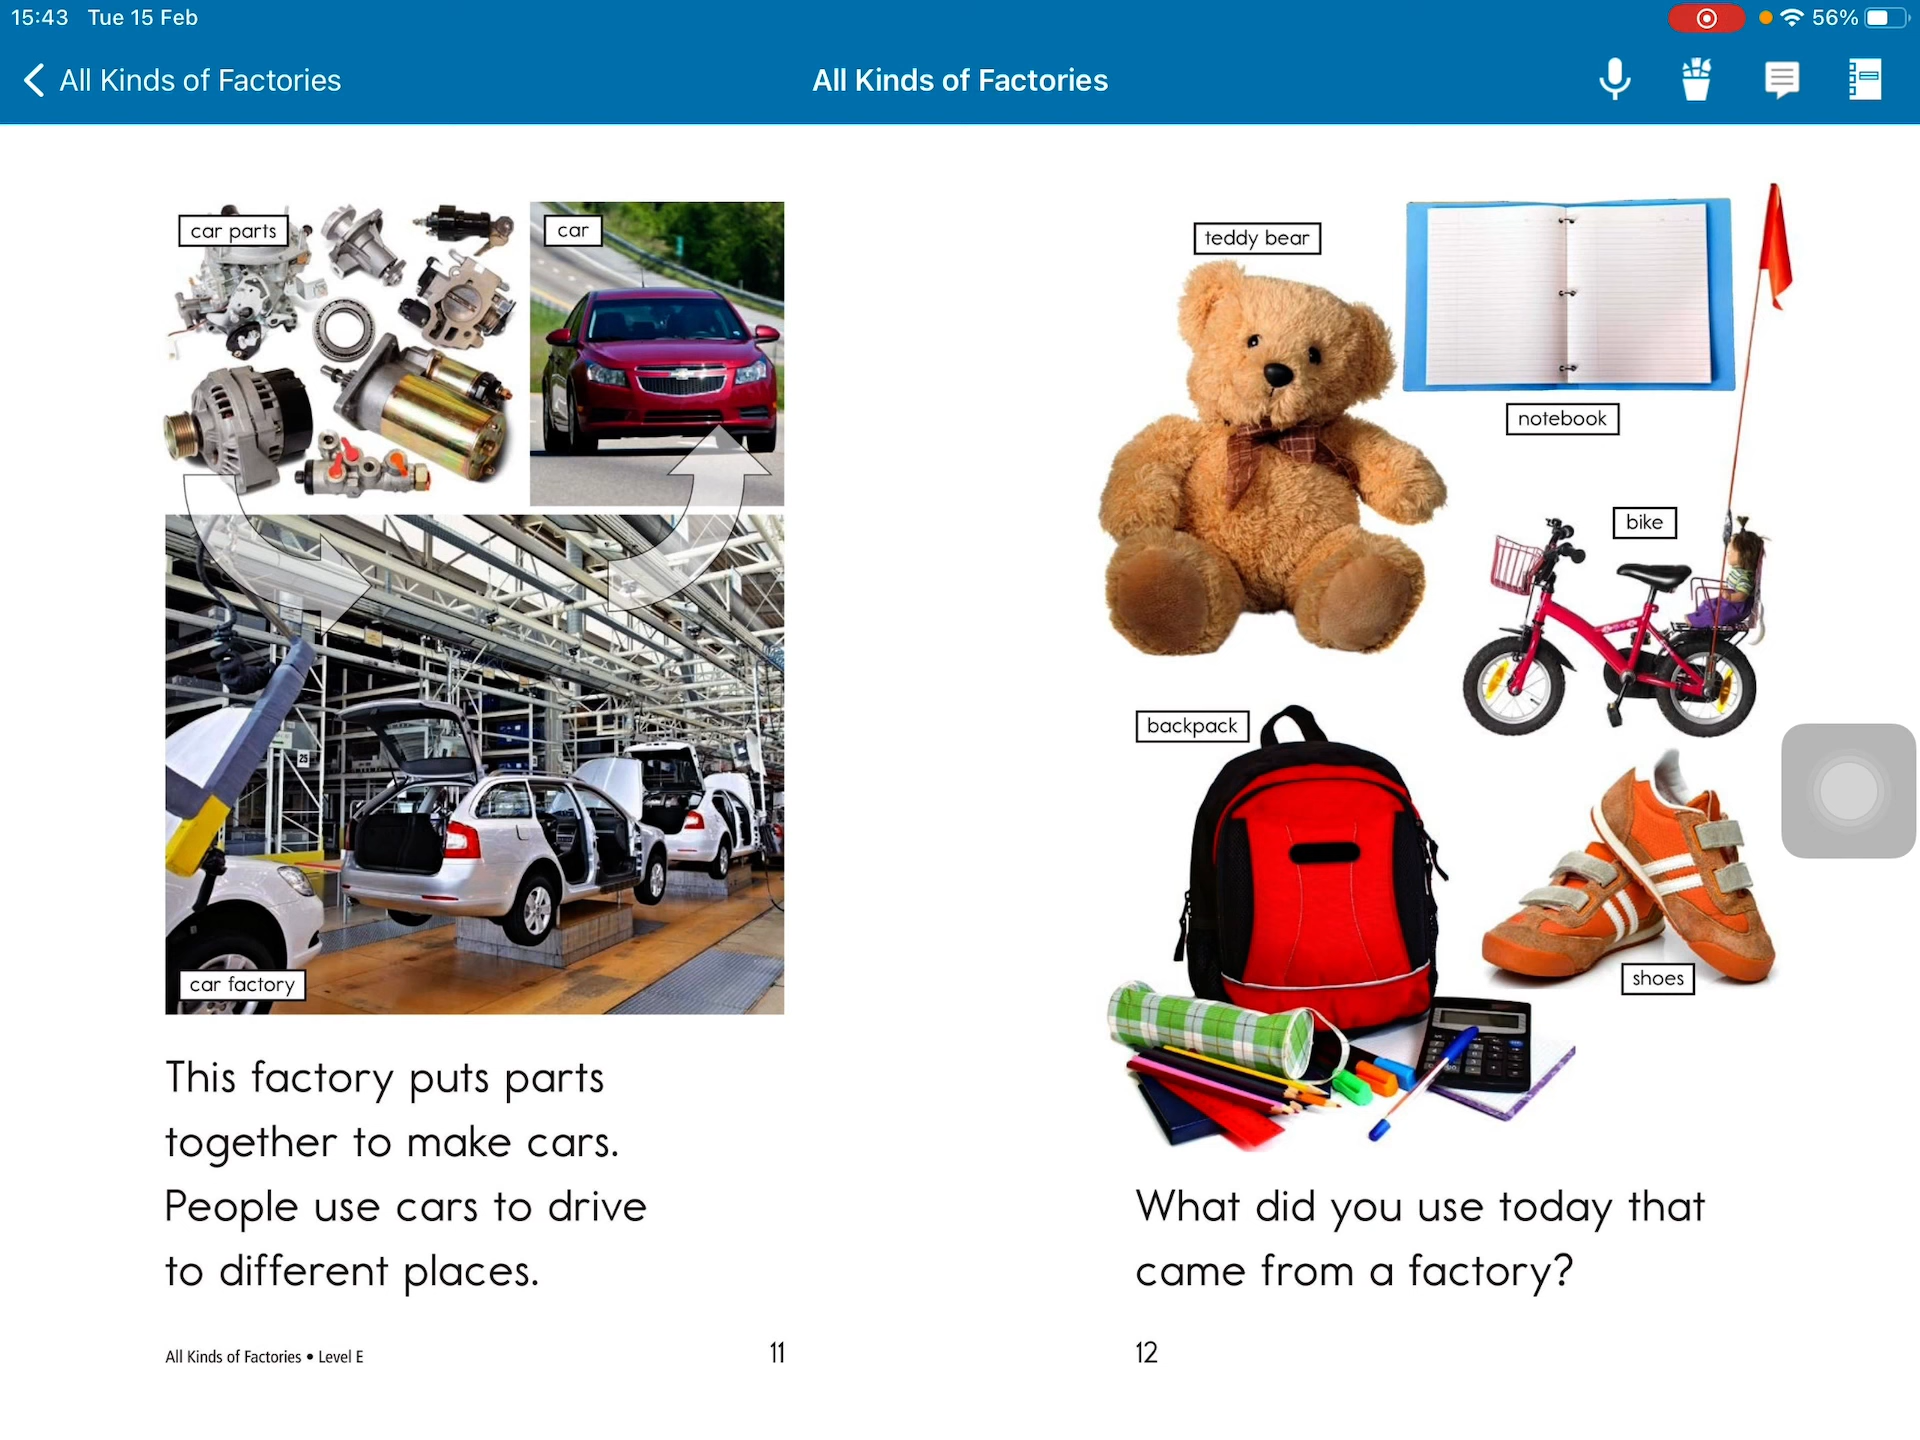 15:43 Tue 15 Feb
56%
All Kinds of Factories
All Kinds of Factories
car parts
car
25
car factory
This factory puts parts
together to make cars.
People use cars to drive
to different places.
All Kinds of Factories • Level E
11
teddy bear
notebook
bike
backpack
shoes
What did you use today that
came from a factory?
12